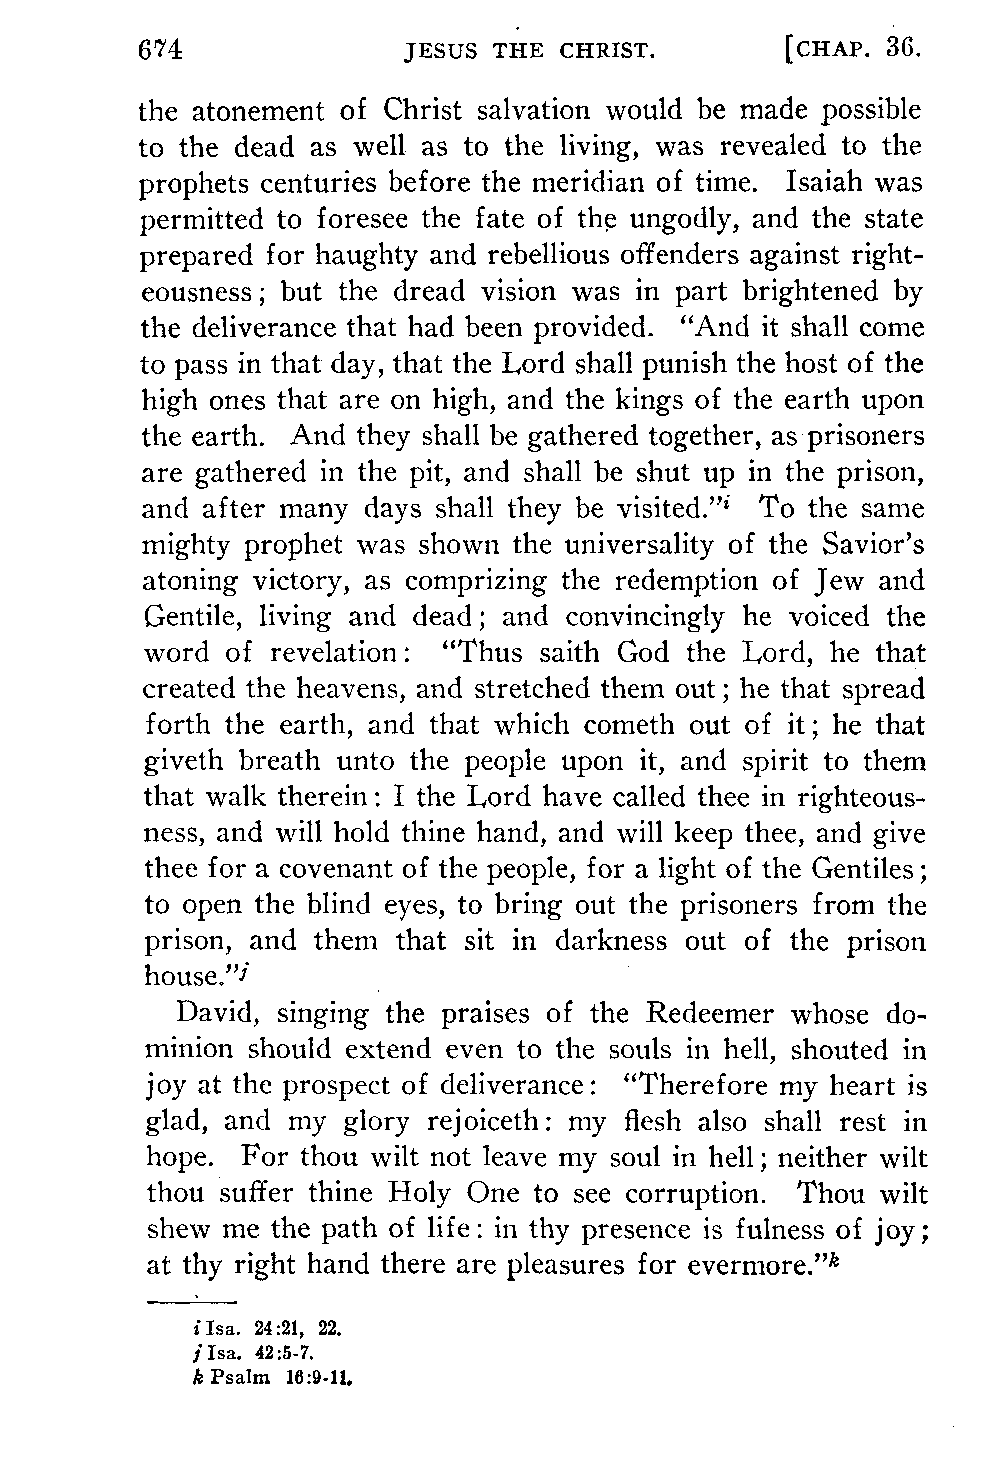 674 JESUS THE CHRIST. [CHAP. 36.
the atonement of Christ salvation would be made possible
to the dead as well as to the living, was revealed to the
prophets centuries before the meridian of time. Isaiah was
permitted to foresee the fate of the ungodly, and the state
prepared for haughty and rebellious offenders against right-
eousness; but the dread vision was in part brightened by
the deliverance that had been provided. “And it shall come
to pass in that day, that the Lord shall punish the host of the
high ones that are on high, and the kings of the earth upon
the earth. And they shall be gathered together, as prisoners
are gathered in the pit, and shall be shut up in the prison,
and after many days shall they be visited.”i To the same
mighty prophet was shown the universality of the Savior’s
atoning victory, as comprizing the redemption of Jew and
Gentile, living and dead; and convincingly he voiced the
word of revelation: “Thus saith God the Lord, he that
created the heavens, and stretched them out; he that spread
forth the earth, and that which cometh out of it; he that
giveth breath unto the people upon it, and spirit to them
that walk therein: I the Lord have called thee in righteous-
ness, and will hold thine hand, and will keep thee, and give
thee for a covenant of the people, for a light of the Gentiles;
to open the blind eyes, to bring out the prisoners from the
prison, and them that sit in darkness out of the prison
house.”j
David, singing the praises of the Redeemer whose do-
minion should extend even to the souls in hell, shouted in
joy at the prospect of deliverance: “Therefore my heart is
glad, and my glory rejoiceth: my flesh also shall rest in
hope. For thou wilt not leave my soul in hell; neither wilt
thou suffer thine Holy One to see corruption. Thou wilt
shew me the path of life: in thy presence is fulness of joy;
at thy right hand there are pleasures for evermore.”k
i Isa. 24:21, 22.
j Isa. 42:5-7.
k Psalm 16:9-11.